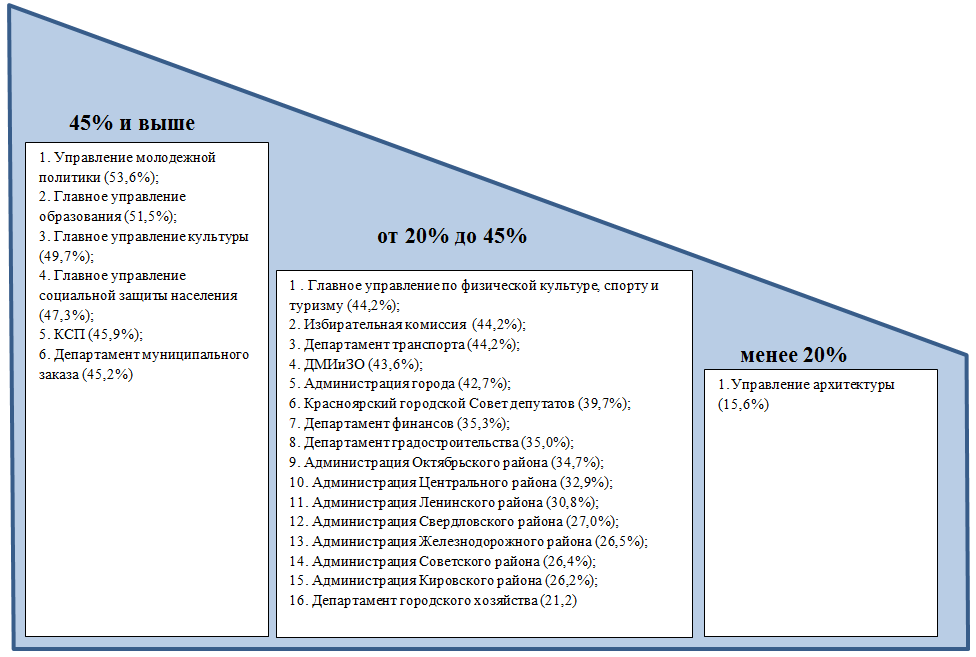 45% и выше
1. Управление молодежной
политики (53,6%);
2. Главное управление
образования (51,5%);
3. Главное управление культуры
(49,7%);
4. Главное управление
социальной защиты населения
(47,3%);
5. КСП (45,9%);
6. Департамент муниципального
заказа (45,2%)
от 20% до 45%
1 . Главное управление по физической культуре, спорту и
туризму (44,2%);
2. Избирательная комиссия (44,2%);
3. Департамент транспорта (44,2%);
4. ДМИиЗО (43,6%);
5. Администрация города (42,7%);
6. Красноярский городской Совет депутатов (39,7%);
7. Департамент финансов (35,3%);
8. Департамент градостроительства (35,0%);
9. Администрация Октябрьского района (34,7%);
10. Администрация Центрального района (32,9%);
11. Администрация Ленинского района (30,8%);
12. Администрация Свердловского района (27,0%);
13. Администрация Железнодорожного района (26,5%);
14. Администрация Советского района (26,4%);
15. Администрация Кировского района (26,2%);
16. Департамент городского хозяйства (21,2)
менее 20%
1. Управление архитектуры
(15,6%)